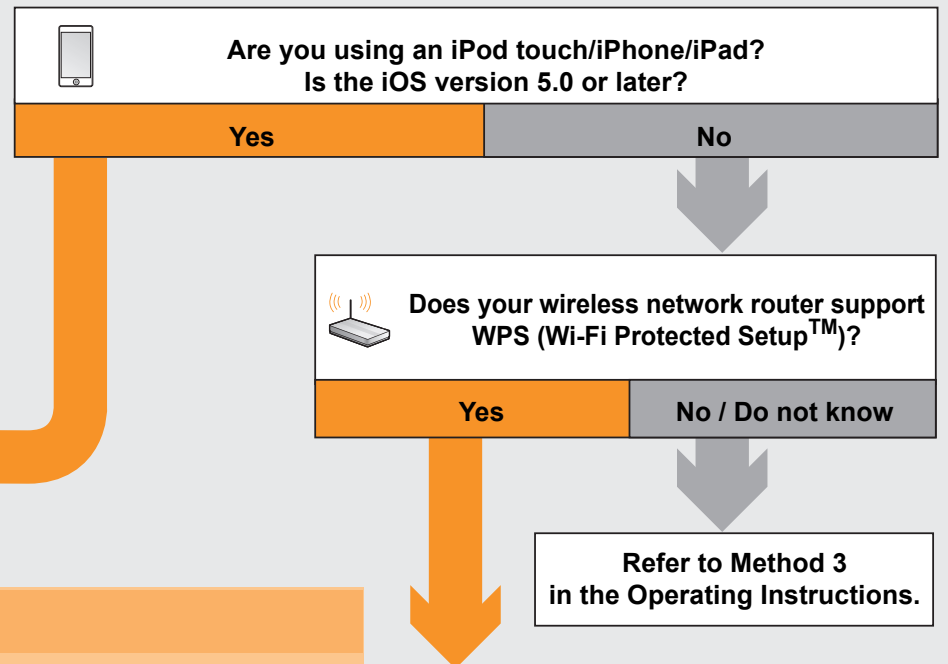 Are you using an iPod touch/iPhone/iPad?
Is the iOS version 5.0 or later?
Yes
No
Does your wireless network router support
WPS (Wi-Fi Protected Setup™)?
Yes
No / Do not know
Refer to Method 3
in the Operating Instructions.